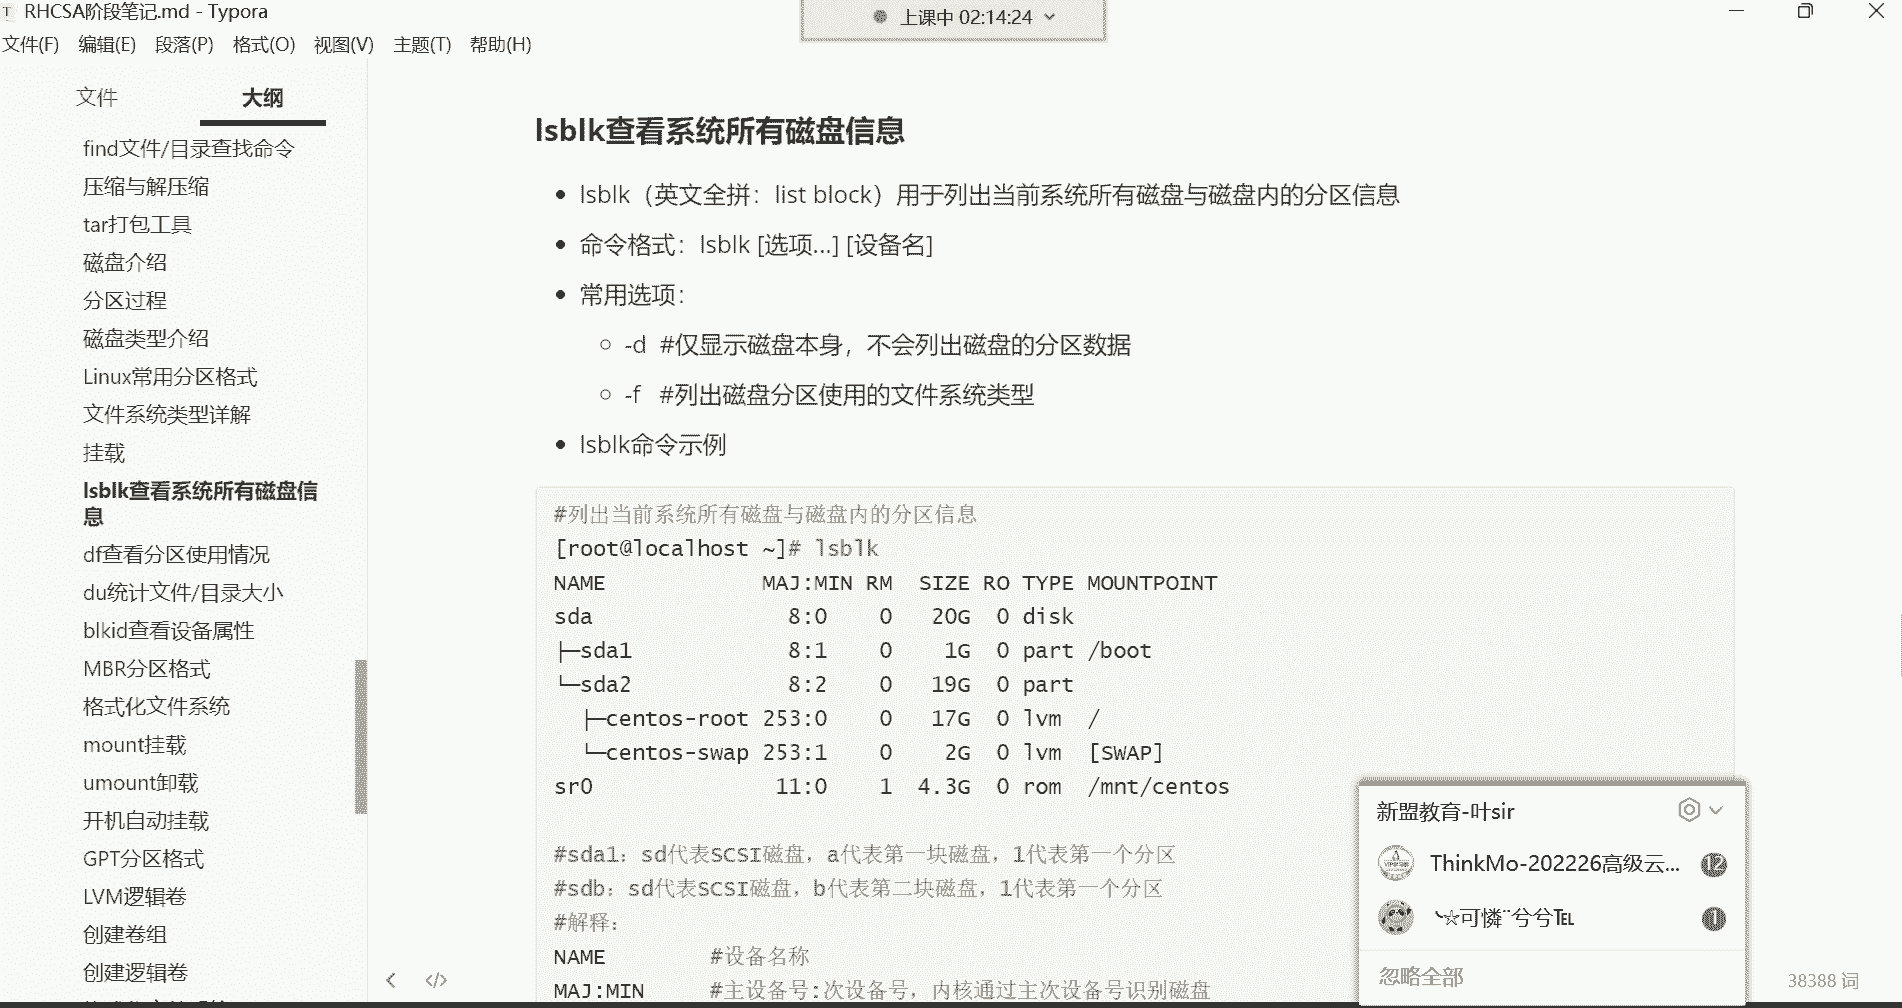 RHCSA阶段笔记.md - Typora
上课中 02:14:24
文件(F) 编辑(E) 段落(P) 格式(O) 视图(V) 主题(T) 帮助(H)
文件 大纲
find文件/目录查找命令
压缩与解压缩
tar打包工具
磁盘介绍
分区过程
磁盘类型介绍
Linux常用分区格式
文件系统类型详解
挂载
lsblk查看系统所有磁盘信
息
df查看分区使用情况
du统计文件/目录大小
blkid查看设备属性
MBR分区格式
格式化文件系统
mount挂载
umount卸载
开机自动挂载
GPT分区格式
LVM逻辑卷
创建卷组
创建逻辑卷
lsblk查看系统所有磁盘信息
lsblk（英文全拼：list block）用于列出当前系统所有磁盘与磁盘内的分区信息
命令格式：lsblk [选项...] [设备名]
常用选项：
-d #仅显示磁盘本身，不会列出磁盘的分区数据
-f #列出磁盘分区使用的文件系统类型
lsblk命令示例
#列出当前系统所有磁盘与磁盘内的分区信息
[root@localhost ~]# lsblk
NAME MAJ:MIN RM SIZE RO TYPE MOUNTPOINT
sda 8:0 0 20G 0 disk
├─sda1 8:1 0 1G 0 part /boot
└─sda2 8:2 0 19G 0 part
├─centos-root 253:0 0 17G 0 lvm /
└─centos-swap 253:1 0 2G 0 lvm [SWAP]
sr0 11:0 1 4.3G 0 rom /mnt/centos
#sda1：sd代表SCSI磁盘，a代表第一块磁盘，1代表第一个分区
#sdb：sd代表SCSI磁盘，b代表第二块磁盘，1代表第一个分区
#解释：
NAME #设备名称
MAJ:MIN #主设备号:次设备号，内核通过主次设备号识别磁盘
新盟教育-叶sir
ThinkMo-202226高级云... 12
╰☆可憐¨兮兮℡ 1
忽略全部
38388 词